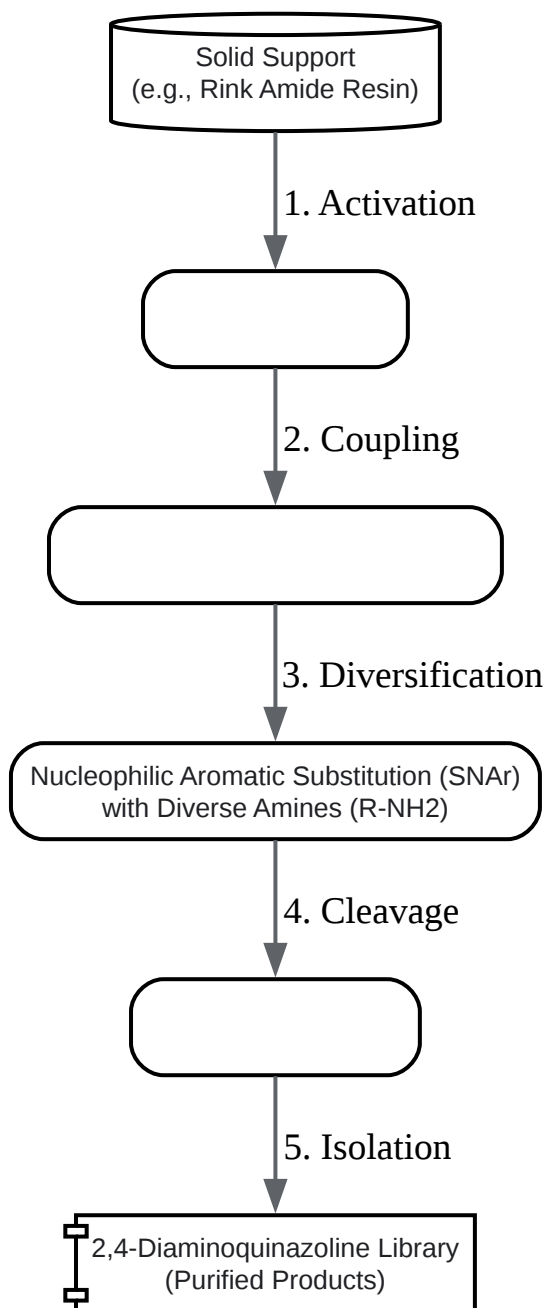 Solid Support
(e.g., Rink Amide Resin)
1. Activation
2. Coupling
3. Diversification
Nucleophilic Aromatic Substitution (SNAr)
with Diverse Amines (R-NH2)
4. Cleavage
5. Isolation
2,4-Diaminoquinazoline Library
(Purified Products)